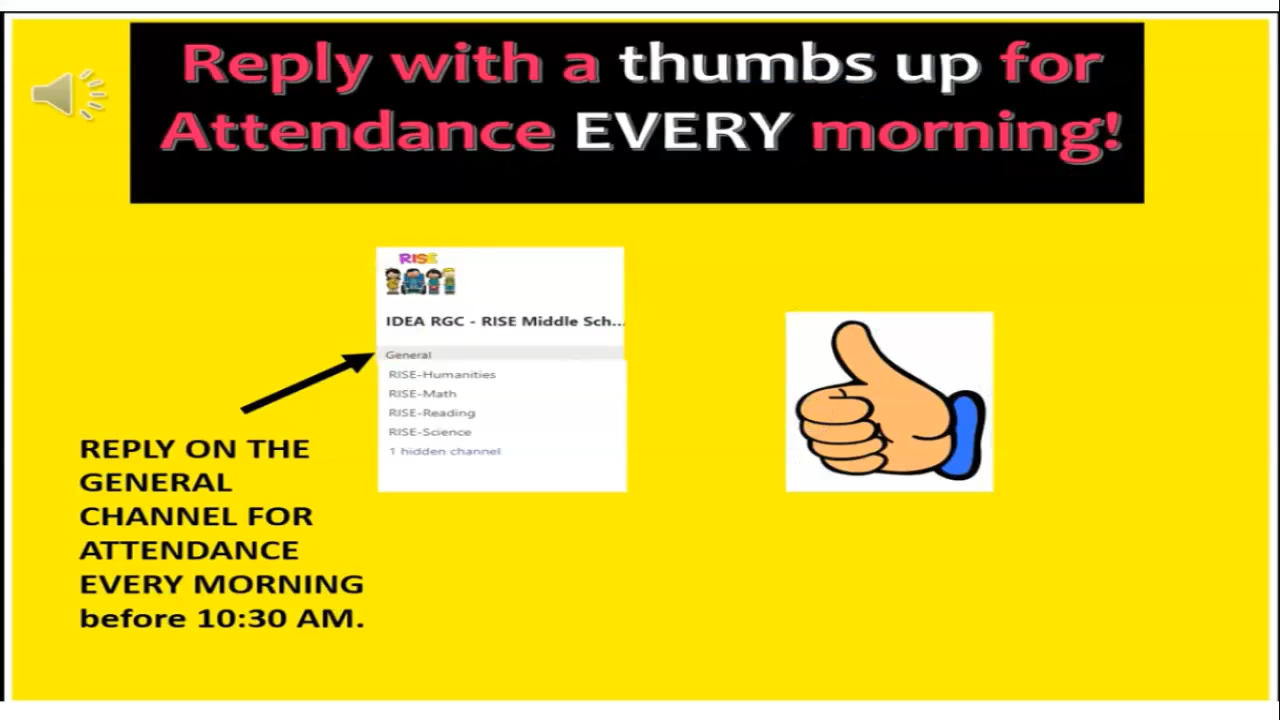 Reply with a thumbs up for
Attendance EVERY morning!
RISE
IDEA RGC - RISE Middle Sch...
General
RISE-Humanities
RISE-Math
RISE-Reading
RISE-Science
1 hidden channel
REPLY ON THE
GENERAL
CHANNEL FOR
ATTENDANCE
EVERY MORNING
before 10:30 AM.